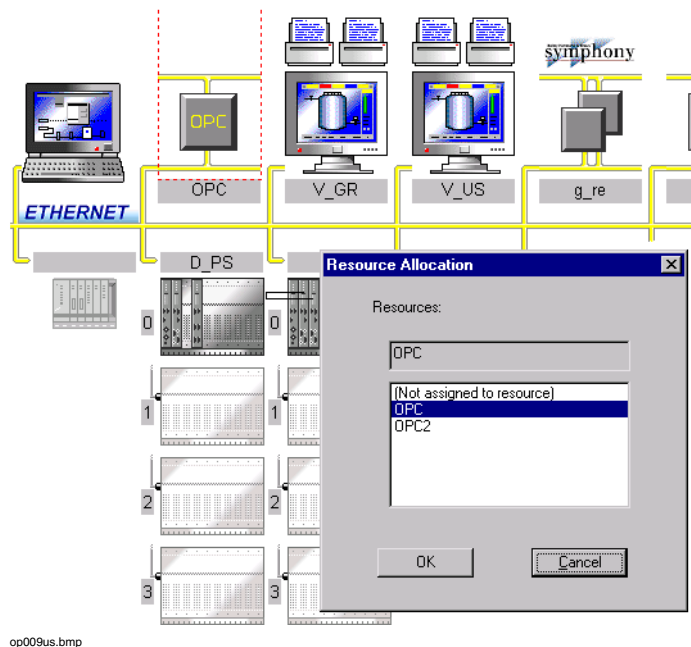 symphony
OPC
OPC
V_GR
V_US
g_re
ETHERNET
D_PS
Resource Allocation
Resources:
OPC
(Not assigned to resource)
OPC
OPC2
OK
Cancel
0
0
1
1
2
2
3
3
op009us.bmp